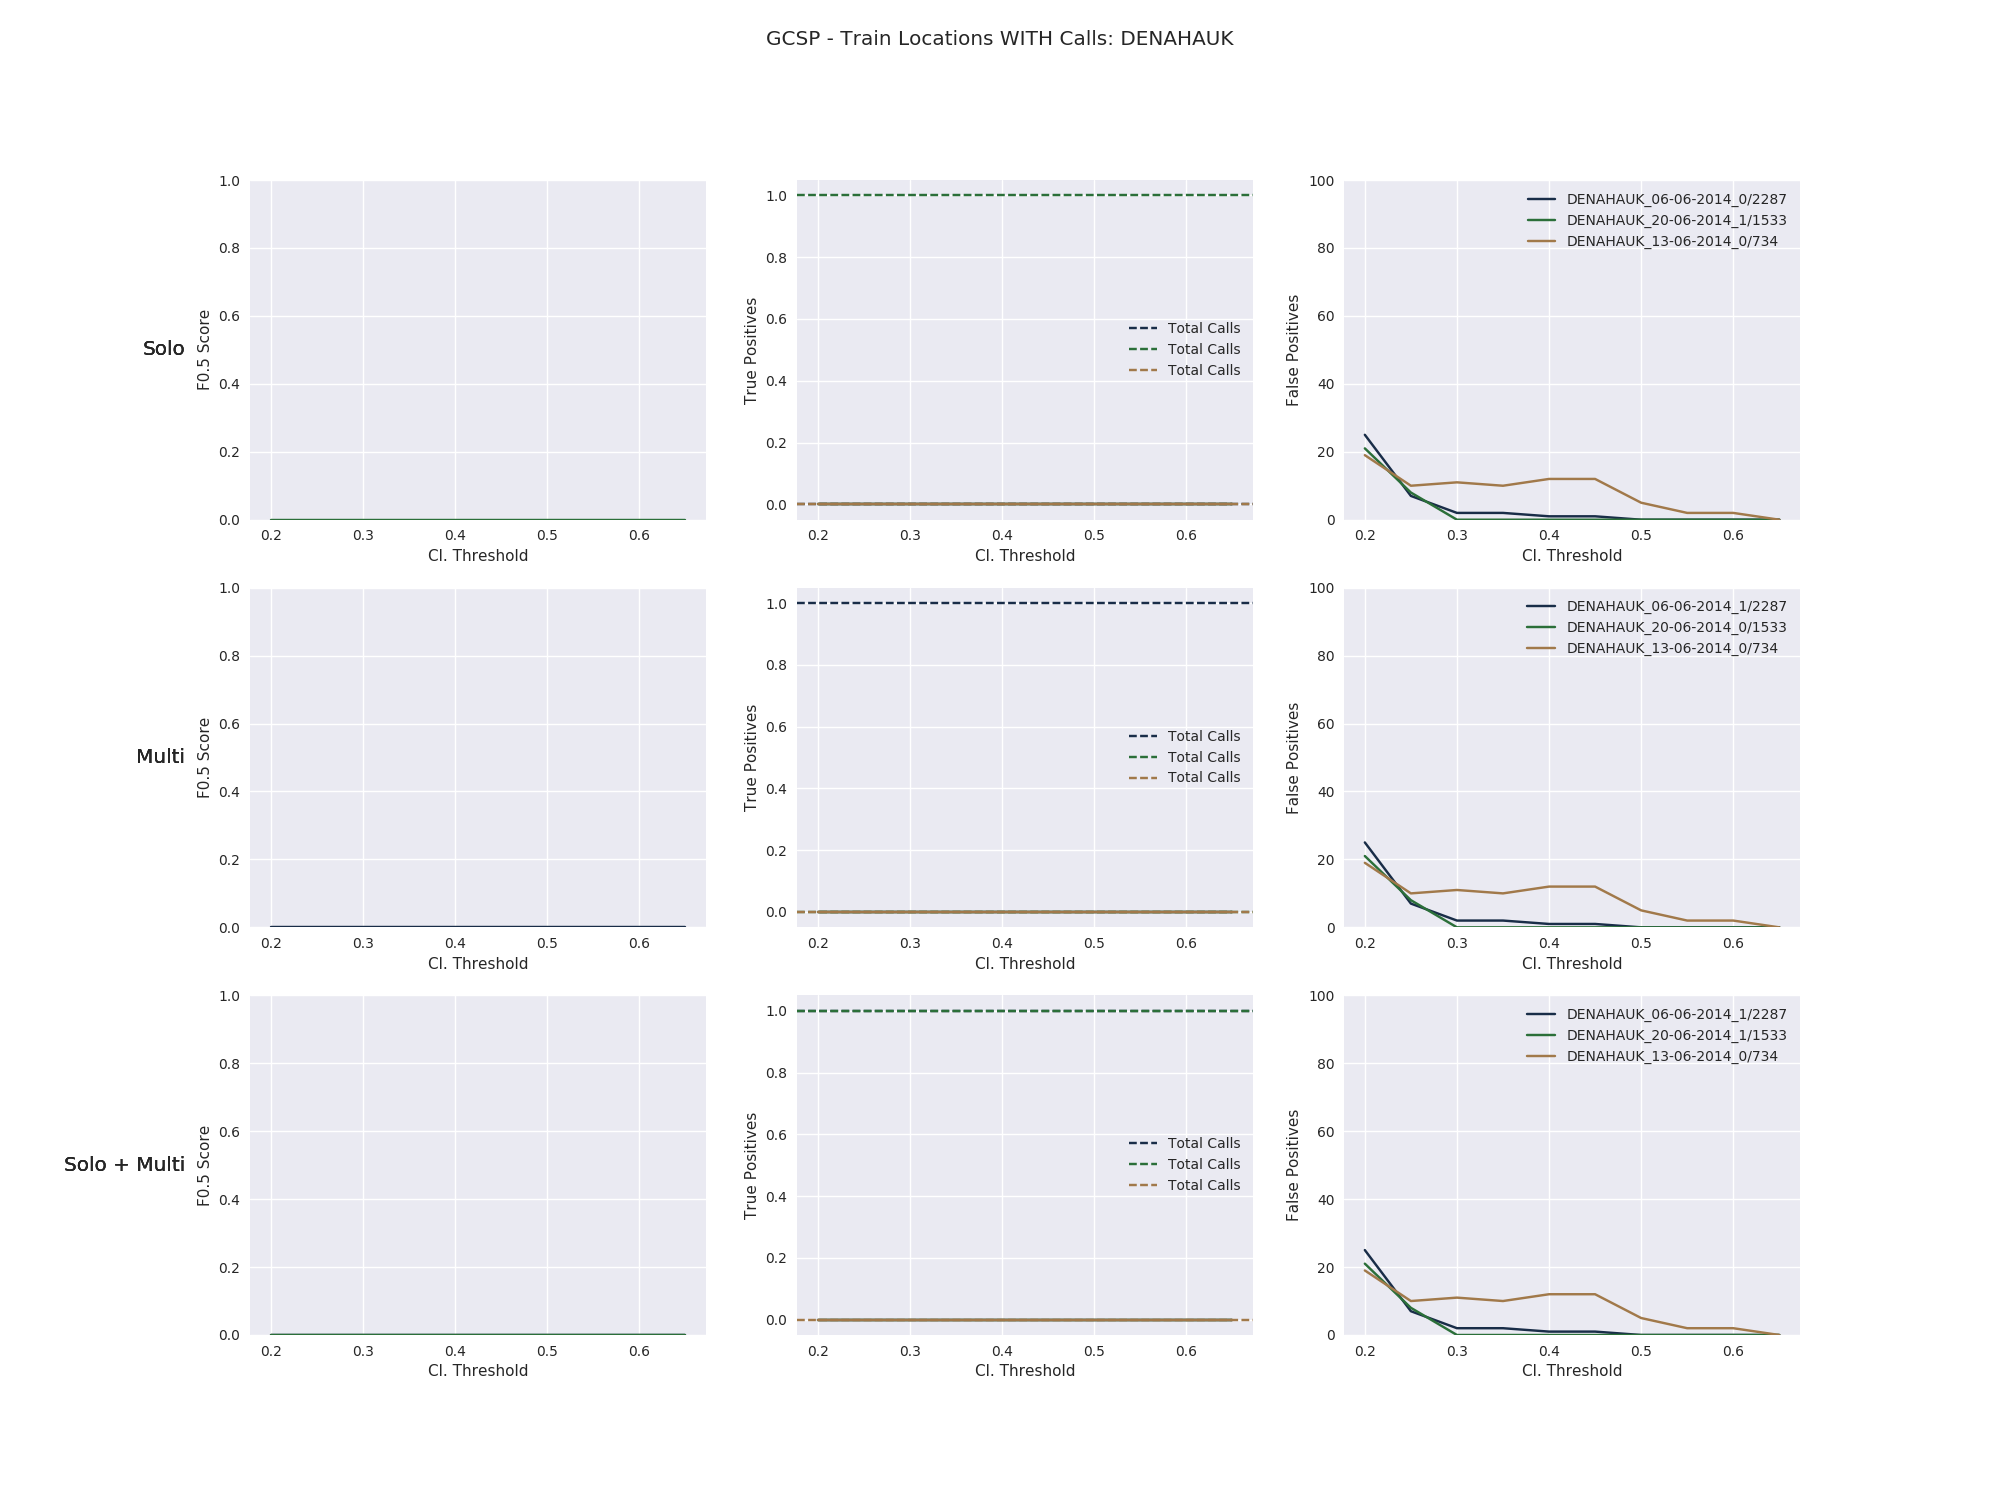 GCSP - Train Locations WITH Calls: DENAHAUK
Solo
F0.5 Score
1.0
0.8
0.6
0.4
0.2
0.0
0.2 0.3 0.4 0.5 0.6
Cl. Threshold
True Positives
1.0
0.8
0.6
0.4
0.2
0.0
Total Calls
Total Calls
Total Calls
0.2 0.3 0.4 0.5 0.6
Cl. Threshold
False Positives
100
80
60
40
20
0
DENAHAUK_06-06-2014_0/2287
DENAHAUK_20-06-2014_1/1533
DENAHAUK_13-06-2014_0/734
0.2 0.3 0.4 0.5 0.6
Cl. Threshold
Multi
F0.5 Score
1.0
0.8
0.6
0.4
0.2
0.0
0.2 0.3 0.4 0.5 0.6
Cl. Threshold
True Positives
1.0
0.8
0.6
0.4
0.2
0.0
Total Calls
Total Calls
Total Calls
0.2 0.3 0.4 0.5 0.6
Cl. Threshold
False Positives
100
80
60
40
20
0
DENAHAUK_06-06-2014_1/2287
DENAHAUK_20-06-2014_0/1533
DENAHAUK_13-06-2014_0/734
0.2 0.3 0.4 0.5 0.6
Cl. Threshold
Solo + Multi
F0.5 Score
1.0
0.8
0.6
0.4
0.2
0.0
0.2 0.3 0.4 0.5 0.6
Cl. Threshold
True Positives
1.0
0.8
0.6
0.4
0.2
0.0
Total Calls
Total Calls
Total Calls
0.2 0.3 0.4 0.5 0.6
Cl. Threshold
False Positives
100
80
60
40
20
0
DENAHAUK_06-06-2014_1/2287
DENAHAUK_20-06-2014_1/1533
DENAHAUK_13-06-2014_0/734
0.2 0.3 0.4 0.5 0.6
Cl. Threshold